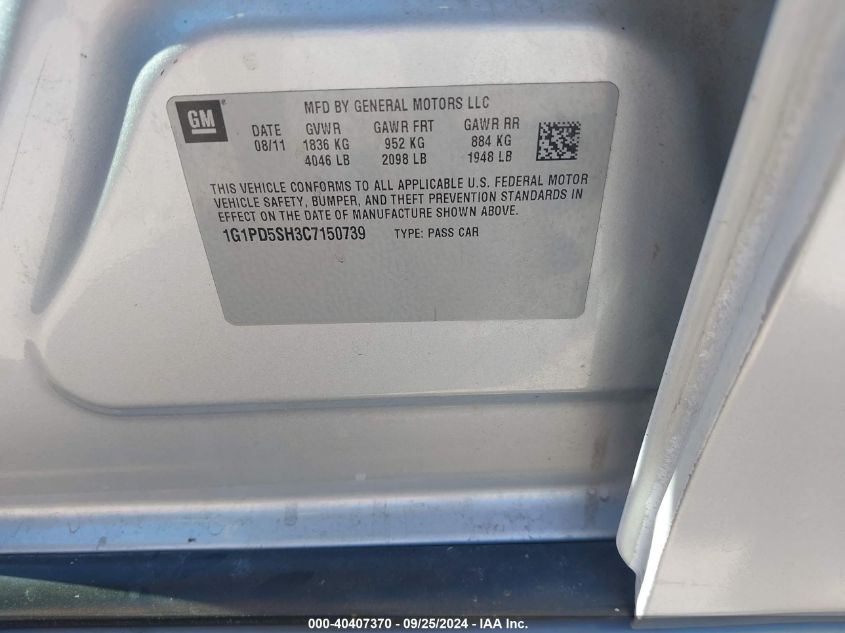 GM ®
MFD BY GENERAL MOTORS LLC
DATE GVWR GAWR FRT GAWR RR
08/11 1836 KG 952 KG 884 KG
4046 LB 2098 LB 1948 LB
THIS VEHICLE CONFORMS TO ALL APPLICABLE U.S. FEDERAL MOTOR
VEHICLE SAFETY, BUMPER, AND THEFT PREVENTION STANDARDS IN
EFFECT ON THE DATE OF MANUFACTURE SHOWN ABOVE.
1G1PD5SH3C7150739 TYPE: PASS CAR
000-40407370 - 09/25/2024 - IAA Inc.